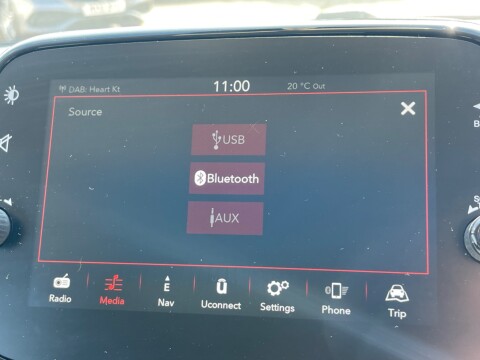 DAB: Heart Kt 11:00 20 °C Out
Source
USB
Bluetooth
AUX
E
Radio Media Nav Uconnect Settings Phone Trip